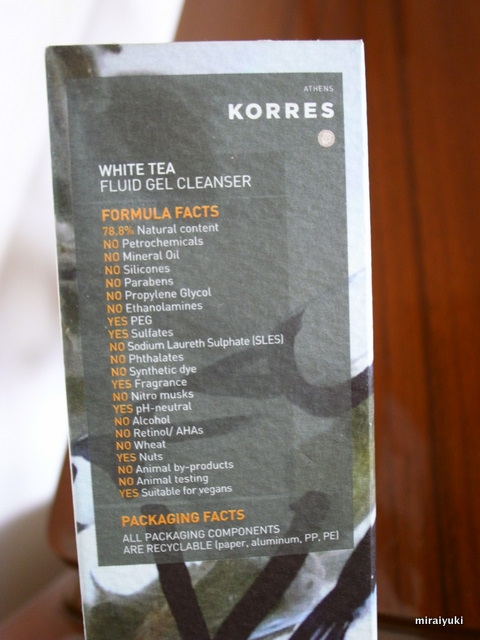 ATHENS
KORRES
WHITE TEA
FLUID GEL CLEANSER
FORMULA FACTS
78,8% Natural content
NO Petrochemicals
NO Mineral Oil
NO Silicones
NO Parabens
NO Propylene Glycol
NO Ethanolamines
YES PEG
YES Sulfates
NO Sodium Laureth Sulphate (SLES)
NO Phthalates
NO Synthetic dye
YES Fragrance
NO Nitro musks
YES pH-neutral
NO Alcohol
NO Retinol/ AHAs
NO Wheat
YES Nuts
NO Animal by-products
NO Animal testing
YES Suitable for vegans
PACKAGING FACTS
ALL PACKAGING COMPONENTS
ARE RECYCLABLE (paper, aluminum, PP, PE)
miraiyuki